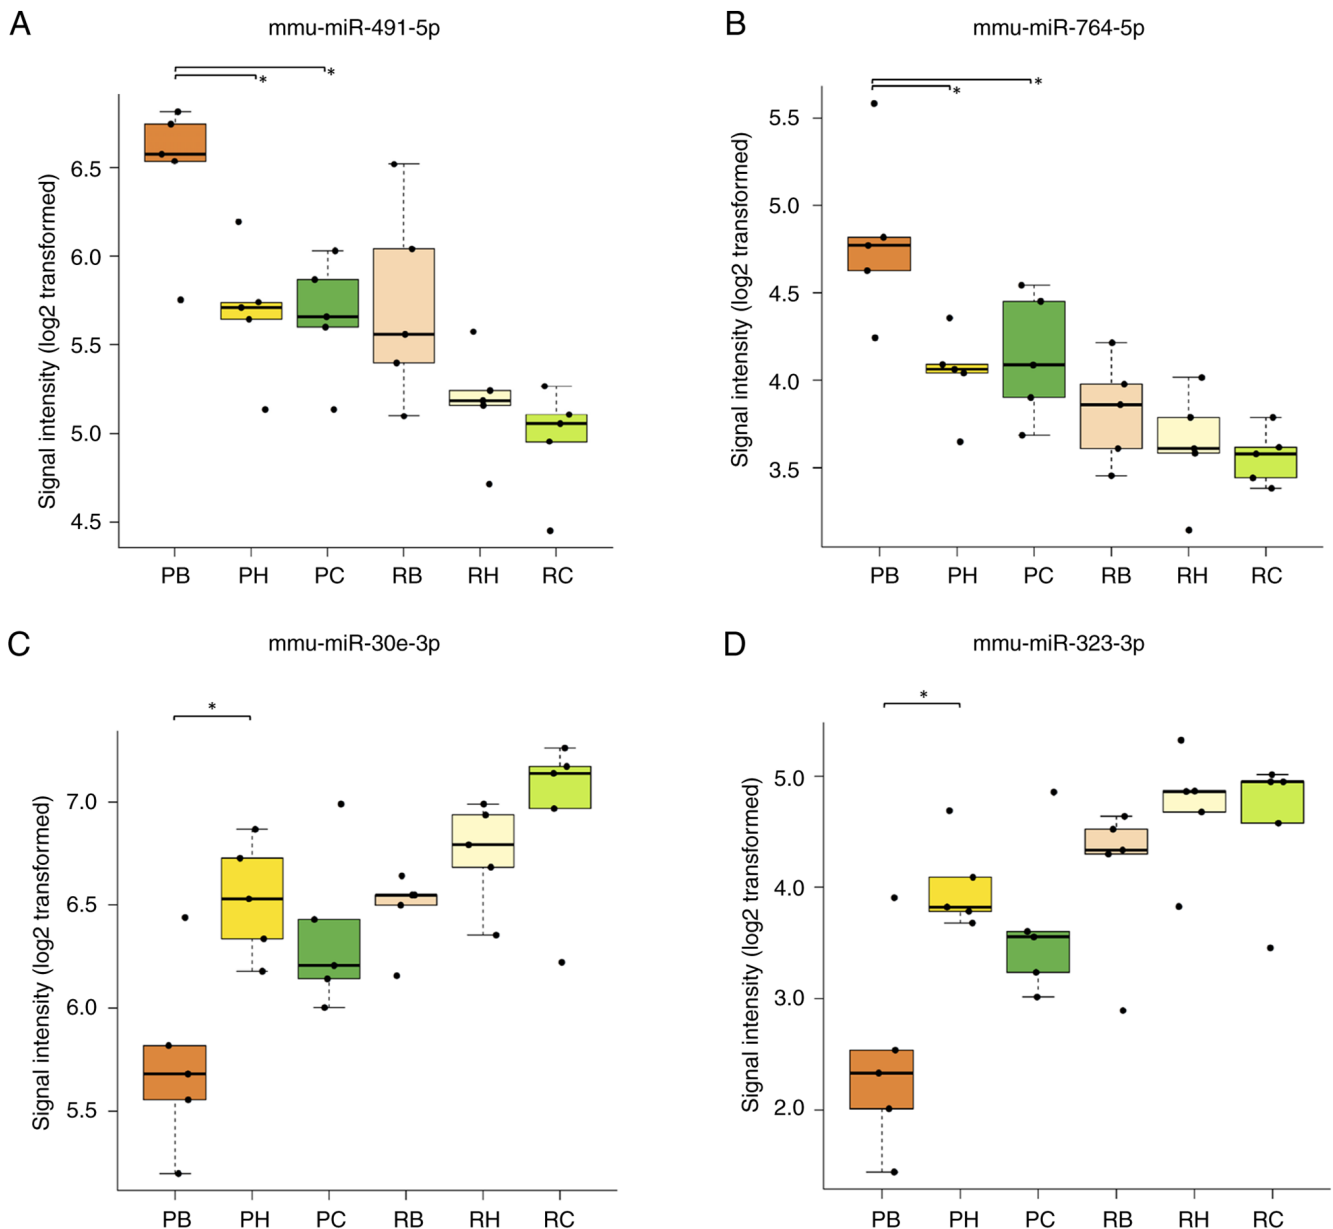 A
mmu-miR-491-5p
*
*
Signal intensity (log2 transformed)
6.5
6.0
5.5
5.0
4.5
PB PH PC RB RH RC
B
mmu-miR-764-5p
*
*
Signal intensity (log2 transformed)
5.5
5.0
4.5
4.0
3.5
PB PH PC RB RH RC
C
mmu-miR-30e-3p
*
Signal intensity (log2 transformed)
7.0
6.5
6.0
5.5
PB PH PC RB RH RC
D
mmu-miR-323-3p
*
Signal intensity (log2 transformed)
5.0
4.0
3.0
2.0
PB PH PC RB RH RC